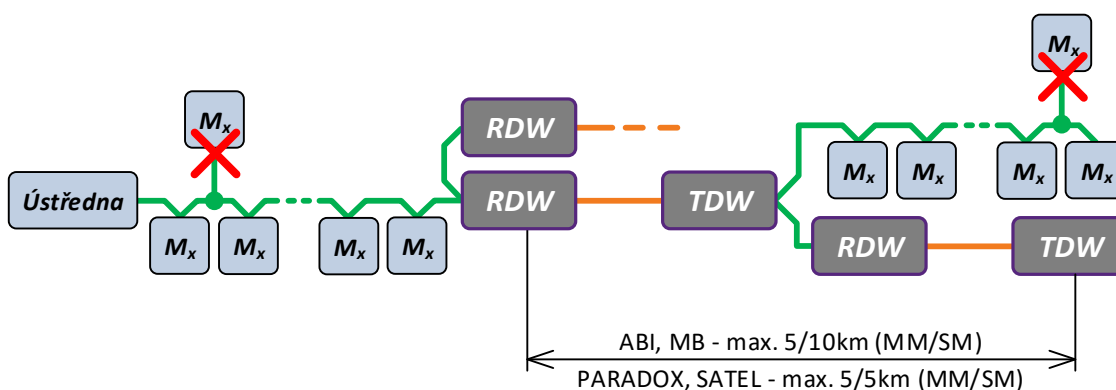 Mx
Mx
RDW
Ústředna
RDW
TDW
Mx
Mx
Mx
Mx
Mx
Mx
Mx
Mx
RDW
TDW
ABI, MB - max. 5/10km (MM/SM)
PARADOX, SATEL - max. 5/5km (MM/SM)